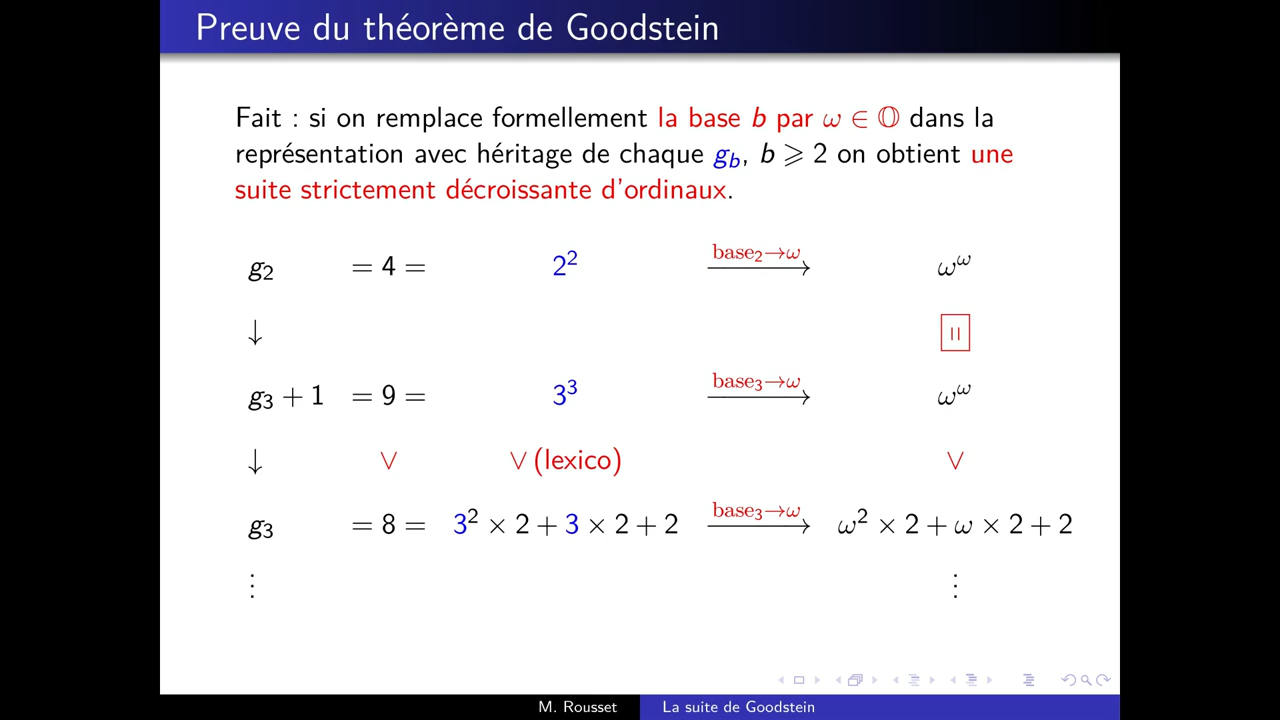 Preuve du théorème de Goodstein
Fait : si on remplace formellement la base b par ω ∈ 𝕆 dans la
représentation avec héritage de chaque g_b, b ⩾ 2 on obtient une
suite strictement décroissante d'ordinaux.
g₂ = 4 = 2² base₂→ω ω^ω
↓ =
g₃ + 1 = 9 = 3³ base₃→ω ω^ω
↓ ∨ ∨ (lexico) ∨
g₃ = 8 = 3² × 2 + 3 × 2 + 2 base₃→ω ω² × 2 + ω × 2 + 2
⋮ ⋮
M. Rousset La suite de Goodstein